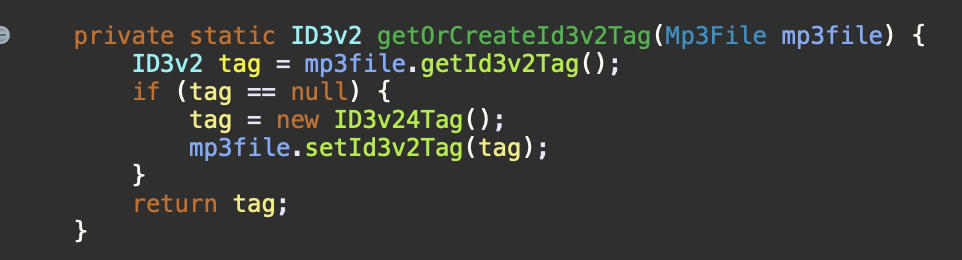 private static ID3v2 getOrCreateId3v2Tag(Mp3File mp3file) {
    ID3v2 tag = mp3file.getId3v2Tag();
    if (tag == null) {
        tag = new ID3v24Tag();
        mp3file.setId3v2Tag(tag);
    }
    return tag;
}